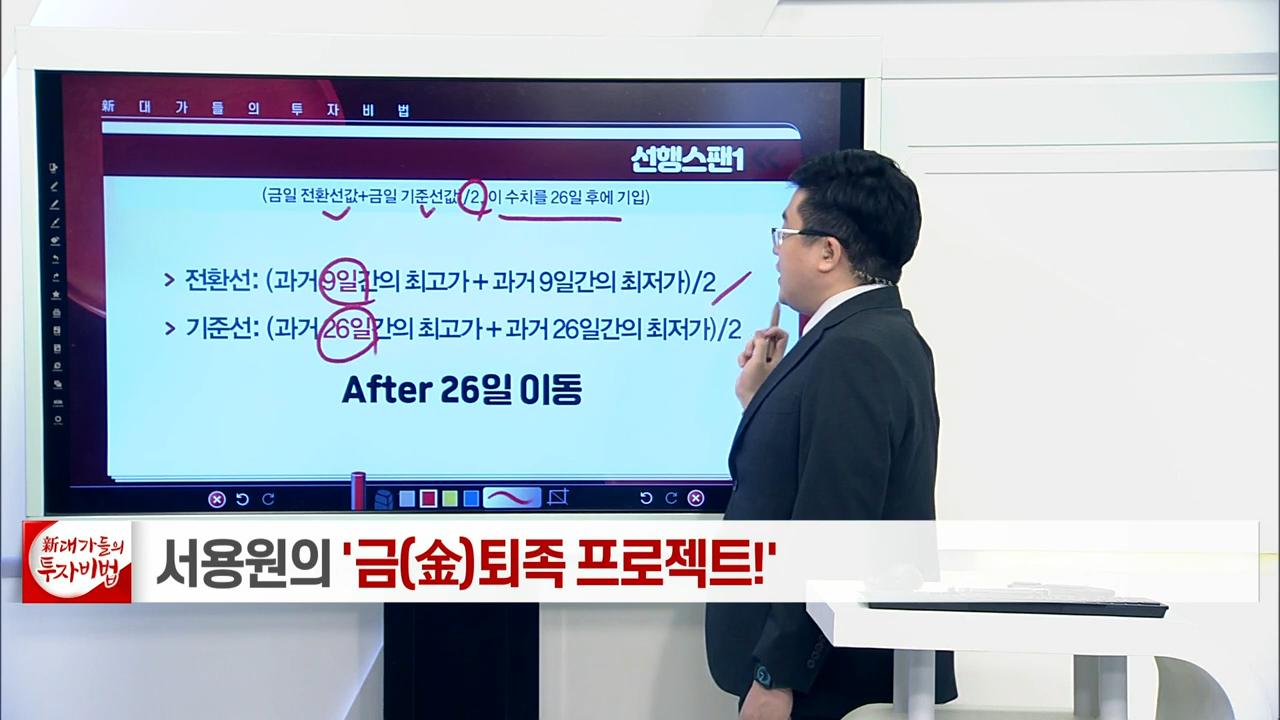 新 대 가 들 의 투 자 비 법
선행스팬1
(금일 전환선값+금일 기준선값)/2, 이 수치를 26일 후에 기입)
> 전환선: (과거 9일간의 최고가 + 과거 9일간의 최저가)/2
> 기준선: (과거 26일간의 최고가 + 과거 26일간의 최저가)/2
After 26일 이동
新대가들의
투자비법
서용원의 '금(金)퇴족 프로젝트!'